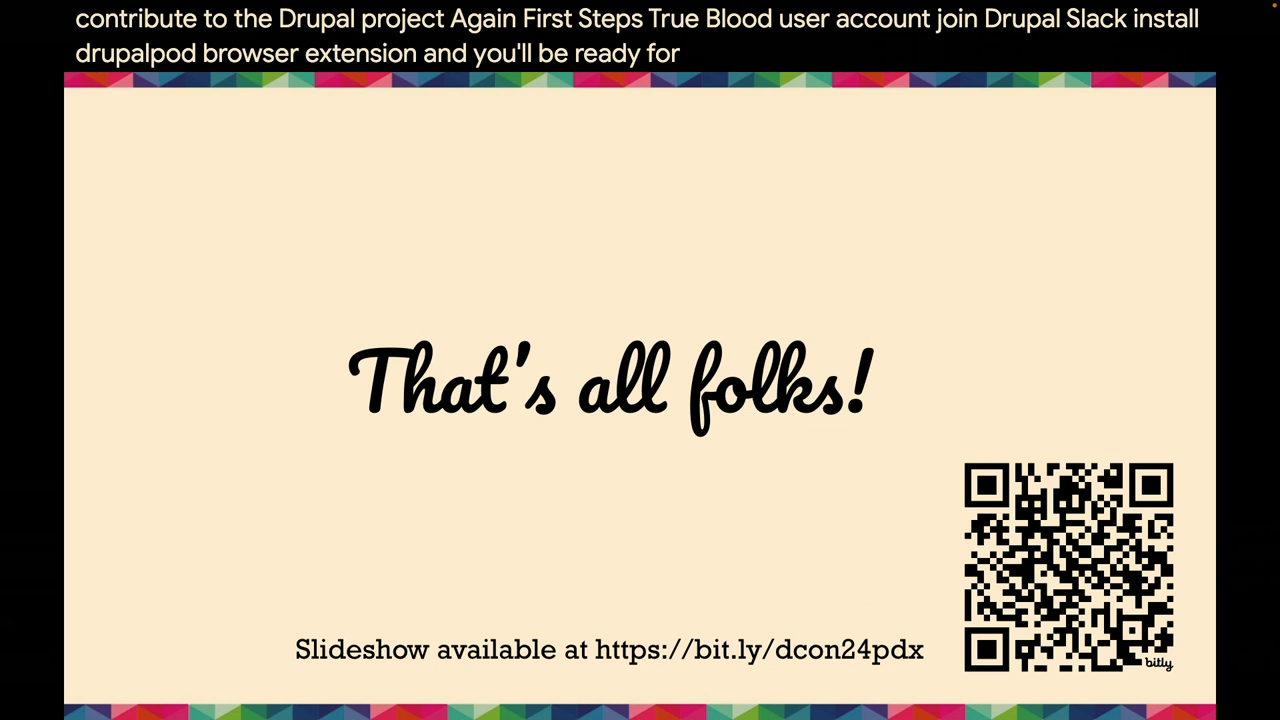 contribute to the Drupal project Again First Steps True Blood user account join Drupal Slack install
drupalpod browser extension and you'll be ready for
That's all folks!
Slideshow available at https://bit.ly/dcon24pdx
bitly